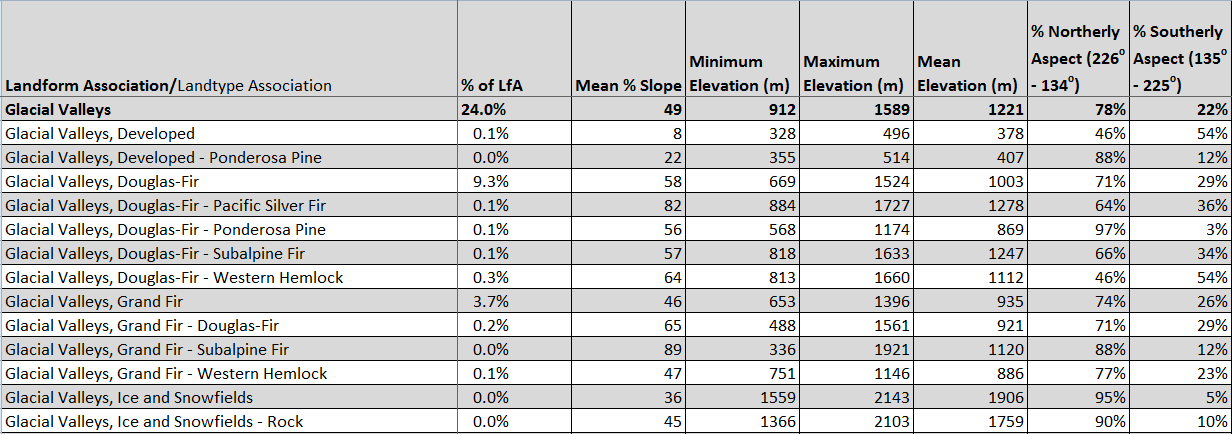 Landform Association/Landtype Association % of LfA Mean % Slope Minimum Elevation (m) Maximum Elevation (m) Mean Elevation (m) % Northerly Aspect (226° - 134°) % Southerly Aspect (135° - 225°)
Glacial Valleys 24.0% 49 912 1589 1221 78% 22%
Glacial Valleys, Developed 0.1% 8 328 496 378 46% 54%
Glacial Valleys, Developed - Ponderosa Pine 0.0% 22 355 514 407 88% 12%
Glacial Valleys, Douglas-Fir 9.3% 58 669 1524 1003 71% 29%
Glacial Valleys, Douglas-Fir - Pacific Silver Fir 0.1% 82 884 1727 1278 64% 36%
Glacial Valleys, Douglas-Fir - Ponderosa Pine 0.1% 56 568 1174 869 97% 3%
Glacial Valleys, Douglas-Fir - Subalpine Fir 0.1% 57 818 1633 1247 66% 34%
Glacial Valleys, Douglas-Fir - Western Hemlock 0.3% 64 813 1660 1112 46% 54%
Glacial Valleys, Grand Fir 3.7% 46 653 1396 935 74% 26%
Glacial Valleys, Grand Fir - Douglas-Fir 0.2% 65 488 1561 921 71% 29%
Glacial Valleys, Grand Fir - Subalpine Fir 0.0% 89 336 1921 1120 88% 12%
Glacial Valleys, Grand Fir - Western Hemlock 0.1% 47 751 1146 886 77% 23%
Glacial Valleys, Ice and Snowfields 0.0% 36 1559 2143 1906 95% 5%
Glacial Valleys, Ice and Snowfields - Rock 0.0% 45 1366 2103 1759 90% 10%